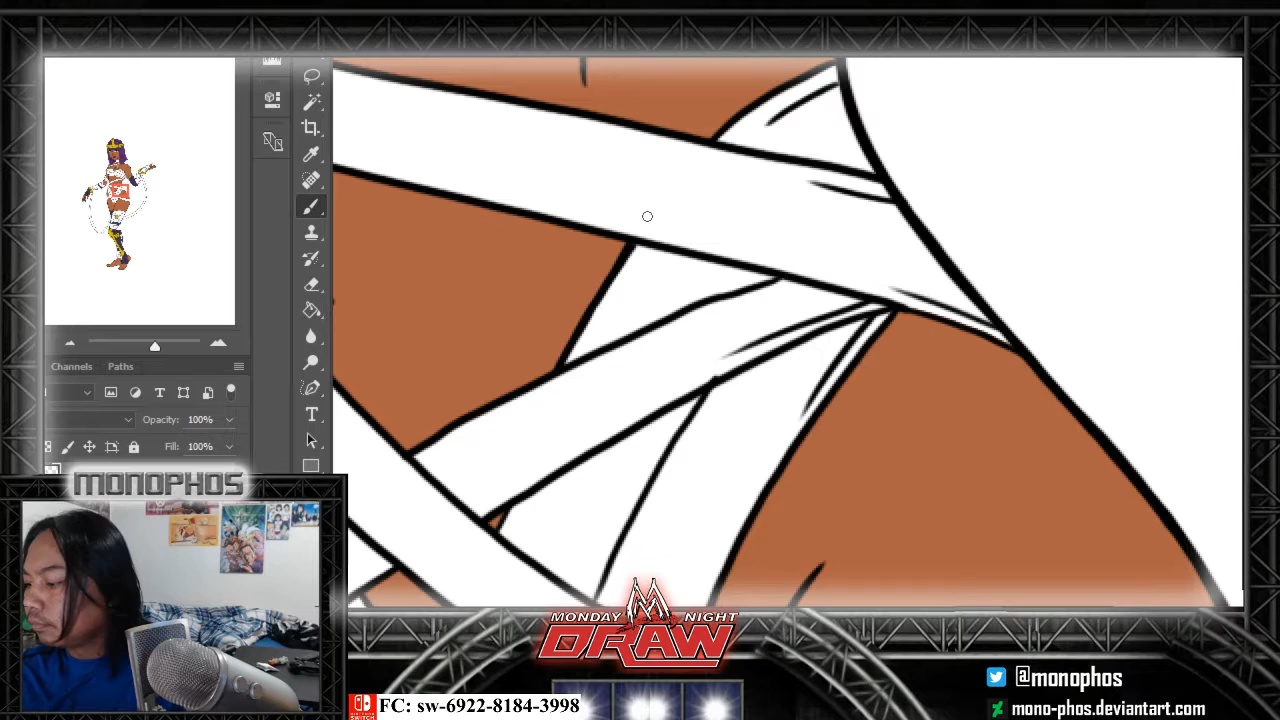 Channels
Paths
Opacity: 100%
Fill: 100%
MONOPHOS
MONDAY NIGHT
DRAW
FC: sw-6922-8184-3998
@monophos
mono-phos.deviantart.com